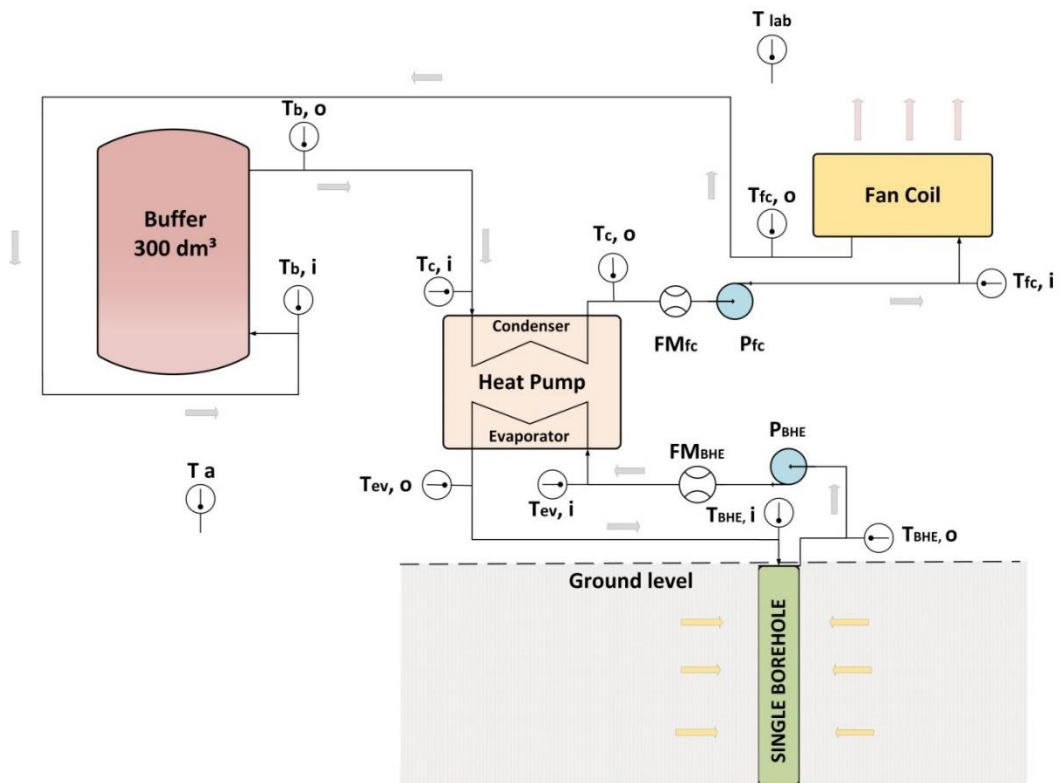 T lab
Tb, o
Buffer
300 dm³
Fan Coil
Tfc, o
Tc, o
Tc, i
Tb, i
Tfc, i
Condenser
FMfc
Pfc
Heat Pump
Evaporator
PBHE
FMBHE
T a
Tev, o
Tev, i
TBHE, i
TBHE, o
Ground level
SINGLE BOREHOLE